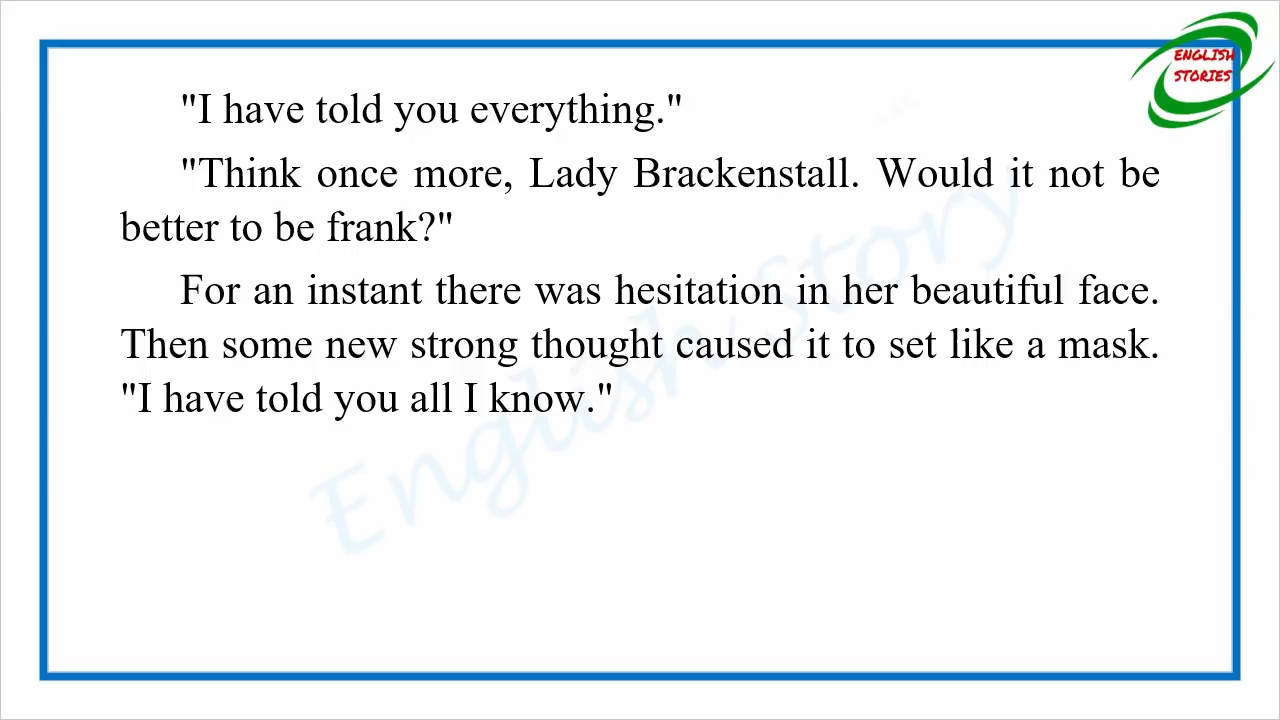 ENGLISH
STORIES
"I have told you everything."
"Think once more, Lady Brackenstall. Would it not be
better to be frank?"
For an instant there was hesitation in her beautiful face.
Then some new strong thought caused it to set like a mask.
"I have told you all I know."
English Story